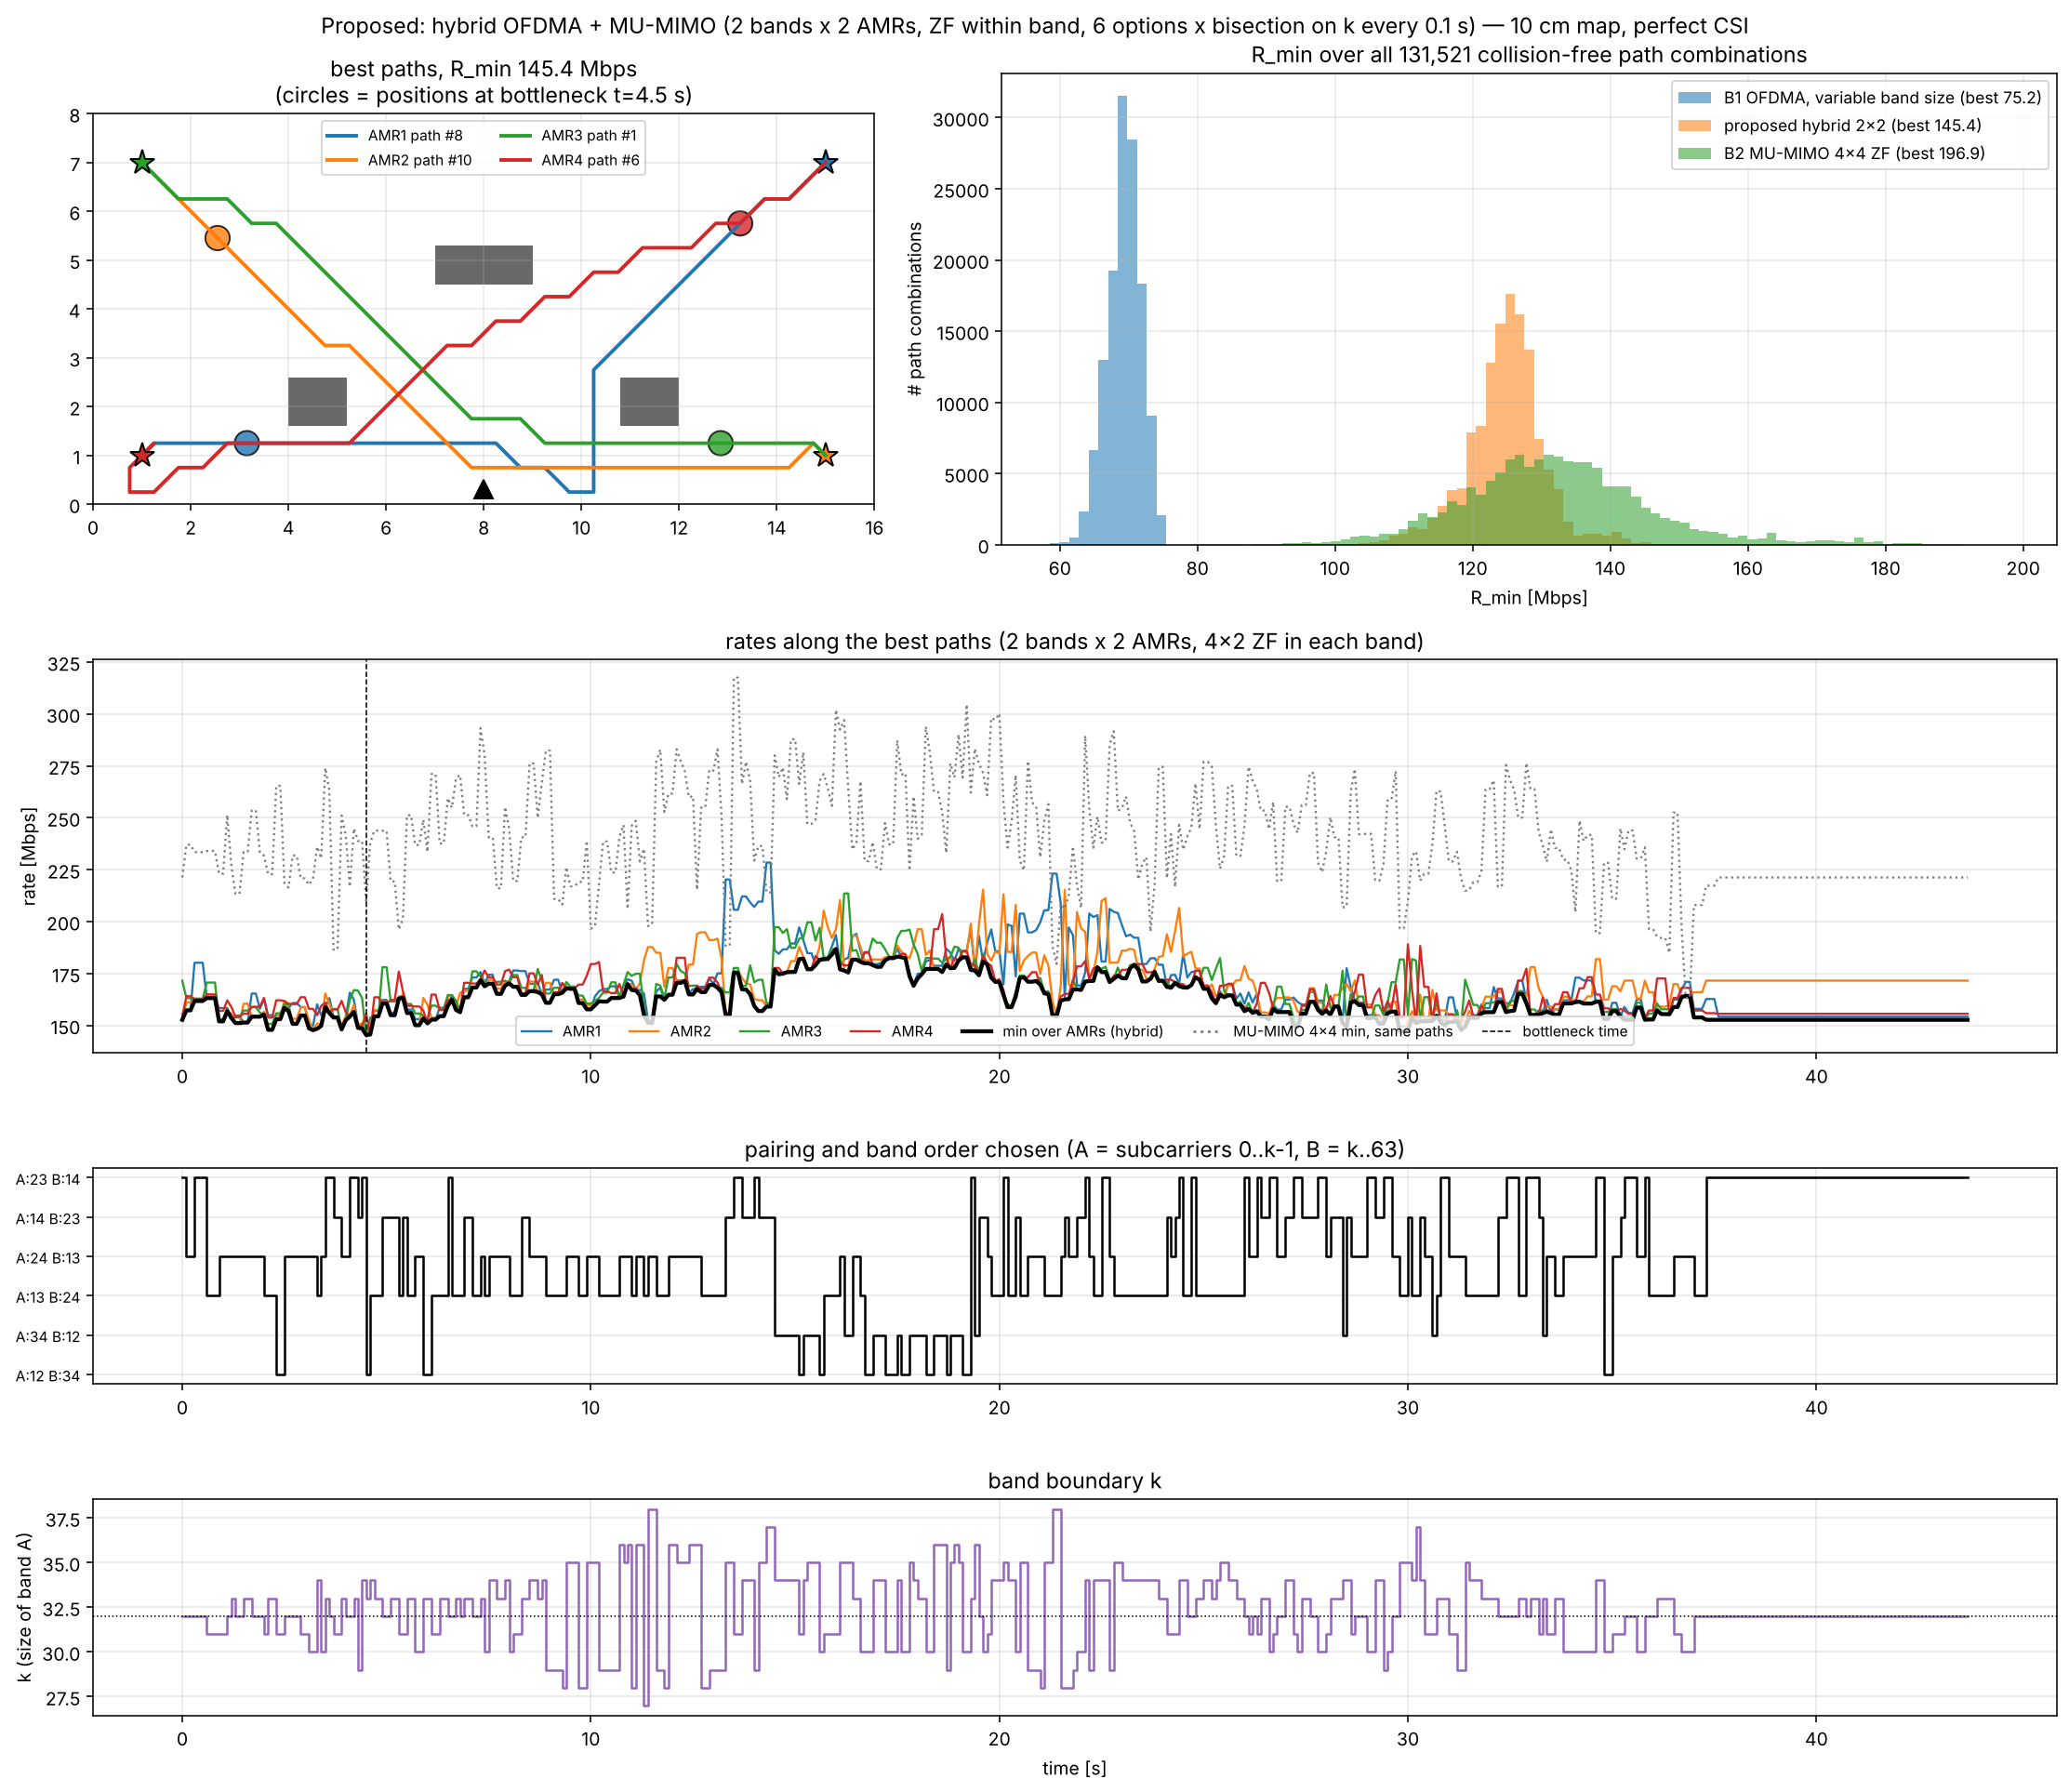 Proposed: hybrid OFDMA + MU-MIMO (2 bands x 2 AMRs, ZF within band, 6 options x bisection on k every 0.1 s) — 10 cm map, perfect CSI
best paths, R_min 145.4 Mbps
(circles = positions at bottleneck t=4.5 s)
AMR1 path #8
AMR2 path #10
AMR3 path #1
AMR4 path #6
8
7
6
5
4
3
2
1
0
0 2 4 6 8 10 12 14 16
R_min over all 131,521 collision-free path combinations
B1 OFDMA, variable band size (best 75.2)
proposed hybrid 2×2 (best 145.4)
B2 MU-MIMO 4×4 ZF (best 196.9)
# path combinations
30000
25000
20000
15000
10000
5000
0
60 80 100 120 140 160 180 200
R_min [Mbps]
rates along the best paths (2 bands x 2 AMRs, 4×2 ZF in each band)
rate [Mbps]
325
300
275
250
225
200
175
150
AMR1 AMR2 AMR3 AMR4 min over AMRs (hybrid) MU-MIMO 4×4 min, same paths bottleneck time
0 10 20 30 40
pairing and band order chosen (A = subcarriers 0..k-1, B = k..63)
A:23 B:14
A:14 B:23
A:24 B:13
A:13 B:24
A:34 B:12
A:12 B:34
0 10 20 30 40
band boundary k
k (size of band A)
37.5
35.0
32.5
30.0
27.5
0 10 20 30 40
time [s]